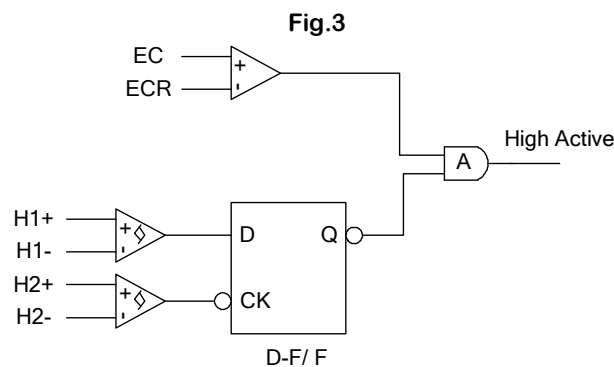 Fig.3
EC
+
ECR
-
High Active
A
H1+
+
H1-
-
D
Q
H2+
+
H2-
-
CK
D-F/ F